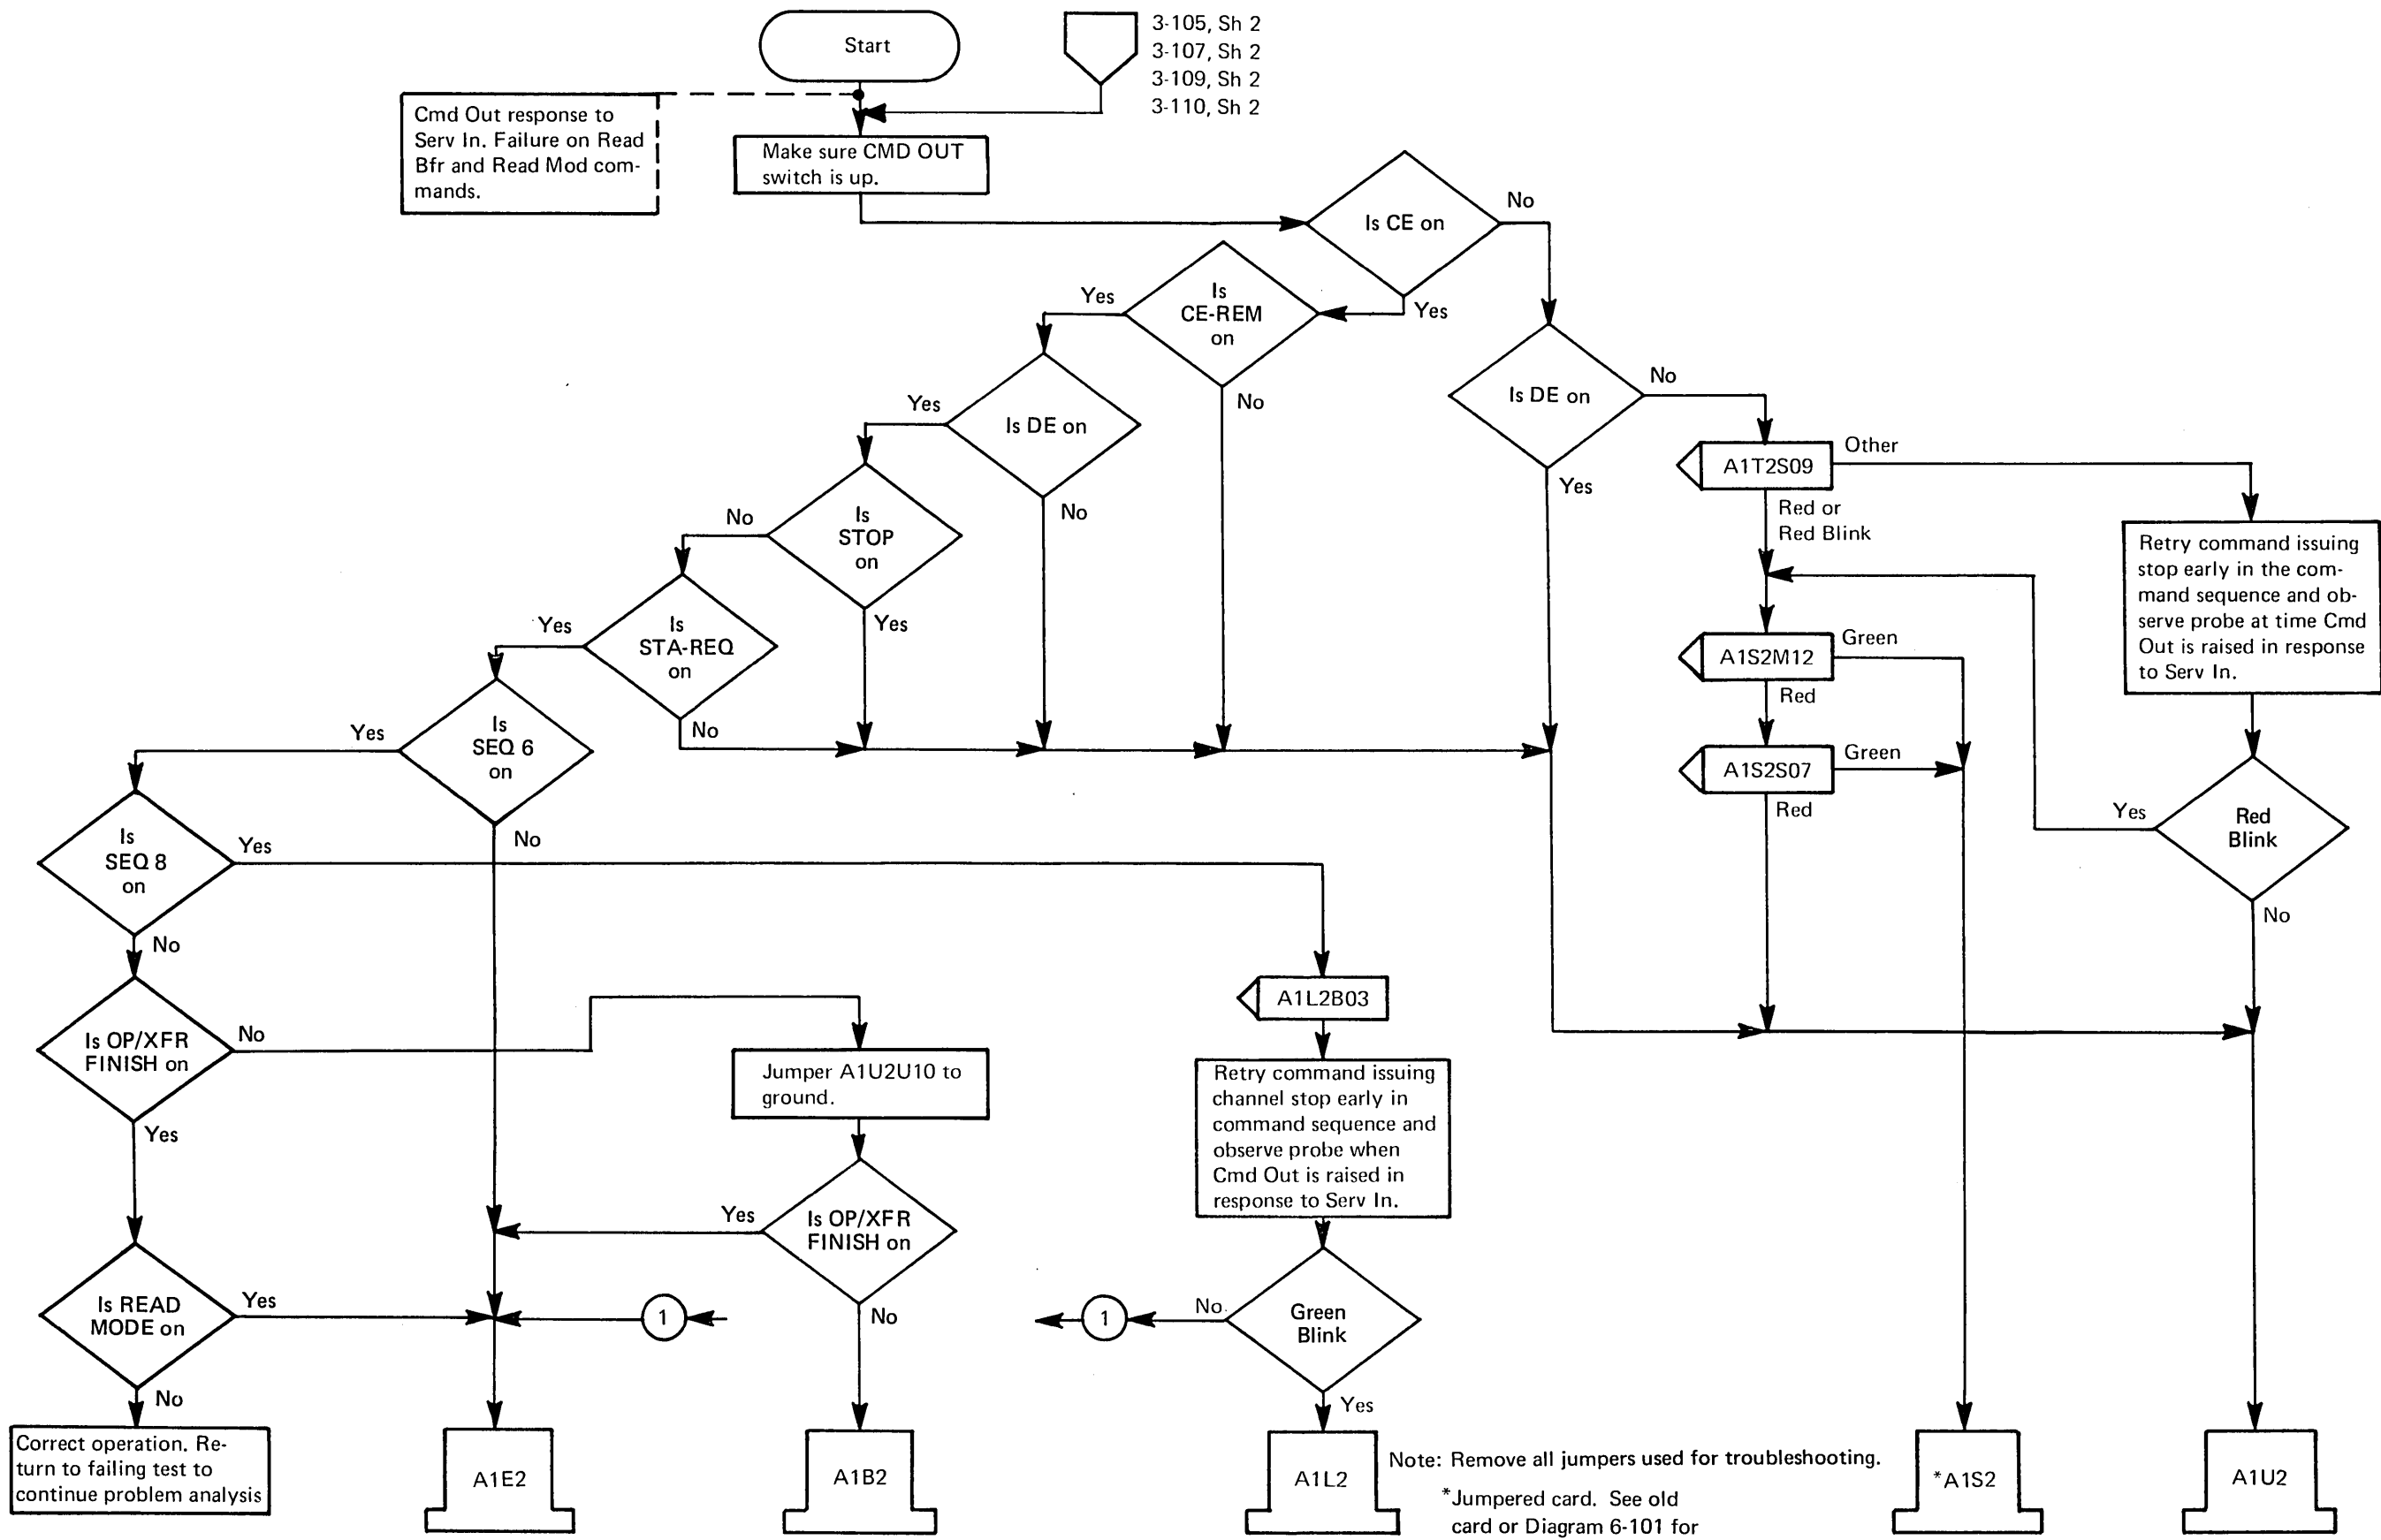 Start
3-105, Sh 2
3-107, Sh 2
3-109, Sh 2
3-110, Sh 2
Cmd Out response to
Serv In. Failure on Read
Bfr and Read Mod com-
mands.
Make sure CMD OUT
switch is up.
Is CE on
No
Yes
Is
CE-REM
on
Yes
No
Is DE on
No
Yes
Is DE on
Yes
No
A1T2S09
Other
Red or
Red Blink
Is
STOP
on
No
Yes
Retry command issuing
stop early in the com-
mand sequence and ob-
serve probe at time Cmd
Out is raised in response
to Serv In.
Is
STA-REQ
on
Yes
No
A1S2M12
Green
Red
Is
SEQ 6
on
Yes
No
A1S2S07
Green
Red
Red
Blink
Yes
No
Is
SEQ 8
on
Yes
No
A1L2B03
Is OP/XFR
FINISH on
No
Yes
Jumper A1U2U10 to
ground.
Retry command issuing
channel stop early in
command sequence and
observe probe when
Cmd Out is raised in
response to Serv In.
Is OP/XFR
FINISH on
Yes
No
Is READ
MODE on
Yes
No
1
1
No
Green
Blink
Yes
Correct operation. Re-
turn to failing test to
continue problem analysis
A1E2
A1B2
A1L2
Note: Remove all jumpers used for troubleshooting.
*Jumpered card. See old
card or Diagram 6-101 for
*A1S2
A1U2